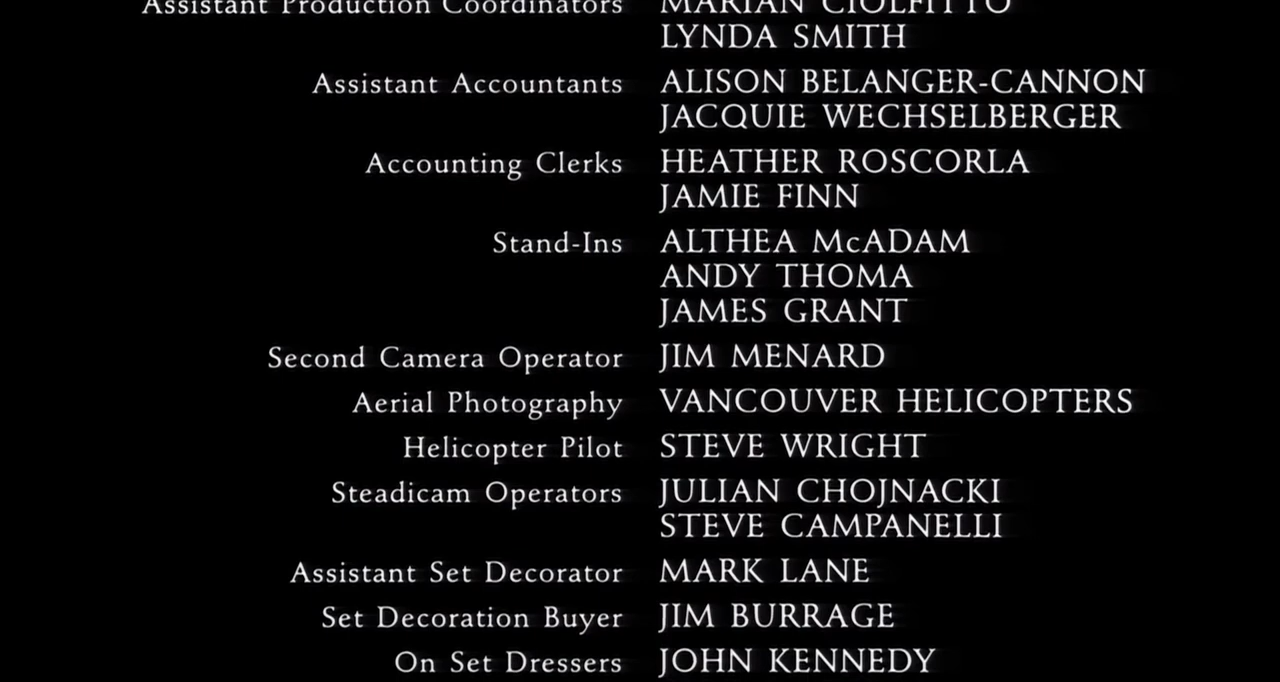 Assistant Production Coordinators MARIAN CIOLFITTO
LYNDA SMITH
Assistant Accountants ALISON BELANGER-CANNON
JACQUIE WECHSELBERGER
Accounting Clerks HEATHER ROSCORLA
JAMIE FINN
Stand-Ins ALTHEA McADAM
ANDY THOMA
JAMES GRANT
Second Camera Operator JIM MENARD
Aerial Photography VANCOUVER HELICOPTERS
Helicopter Pilot STEVE WRIGHT
Steadicam Operators JULIAN CHOJNACKI
STEVE CAMPANELLI
Assistant Set Decorator MARK LANE
Set Decoration Buyer JIM BURRAGE
On Set Dressers JOHN KENNEDY